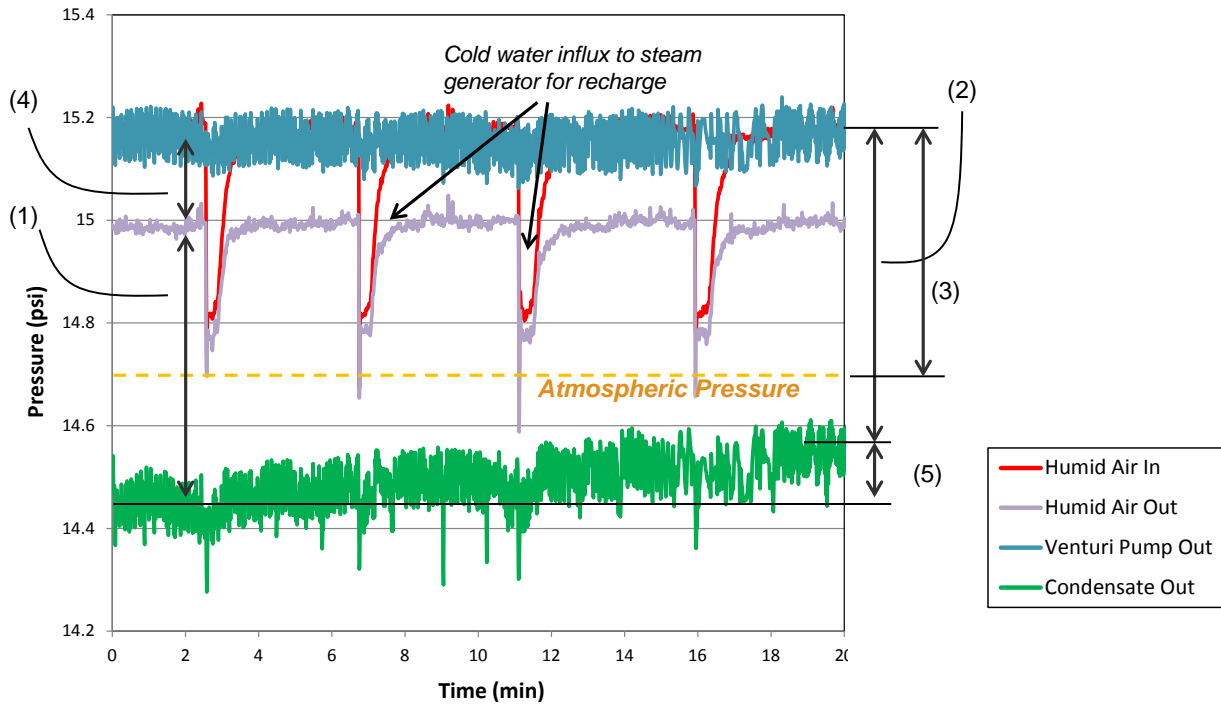 15.4
15.2
15
14.8
14.6
14.4
14.2
Pressure (psi)
0
2
4
6
8
10
12
14
16
18
20
Time (min)
Cold water influx to steam
generator for recharge
Atmospheric Pressure
(4)
(1)
(2)
(3)
(5)
Humid Air In
Humid Air Out
Venturi Pump Out
Condensate Out